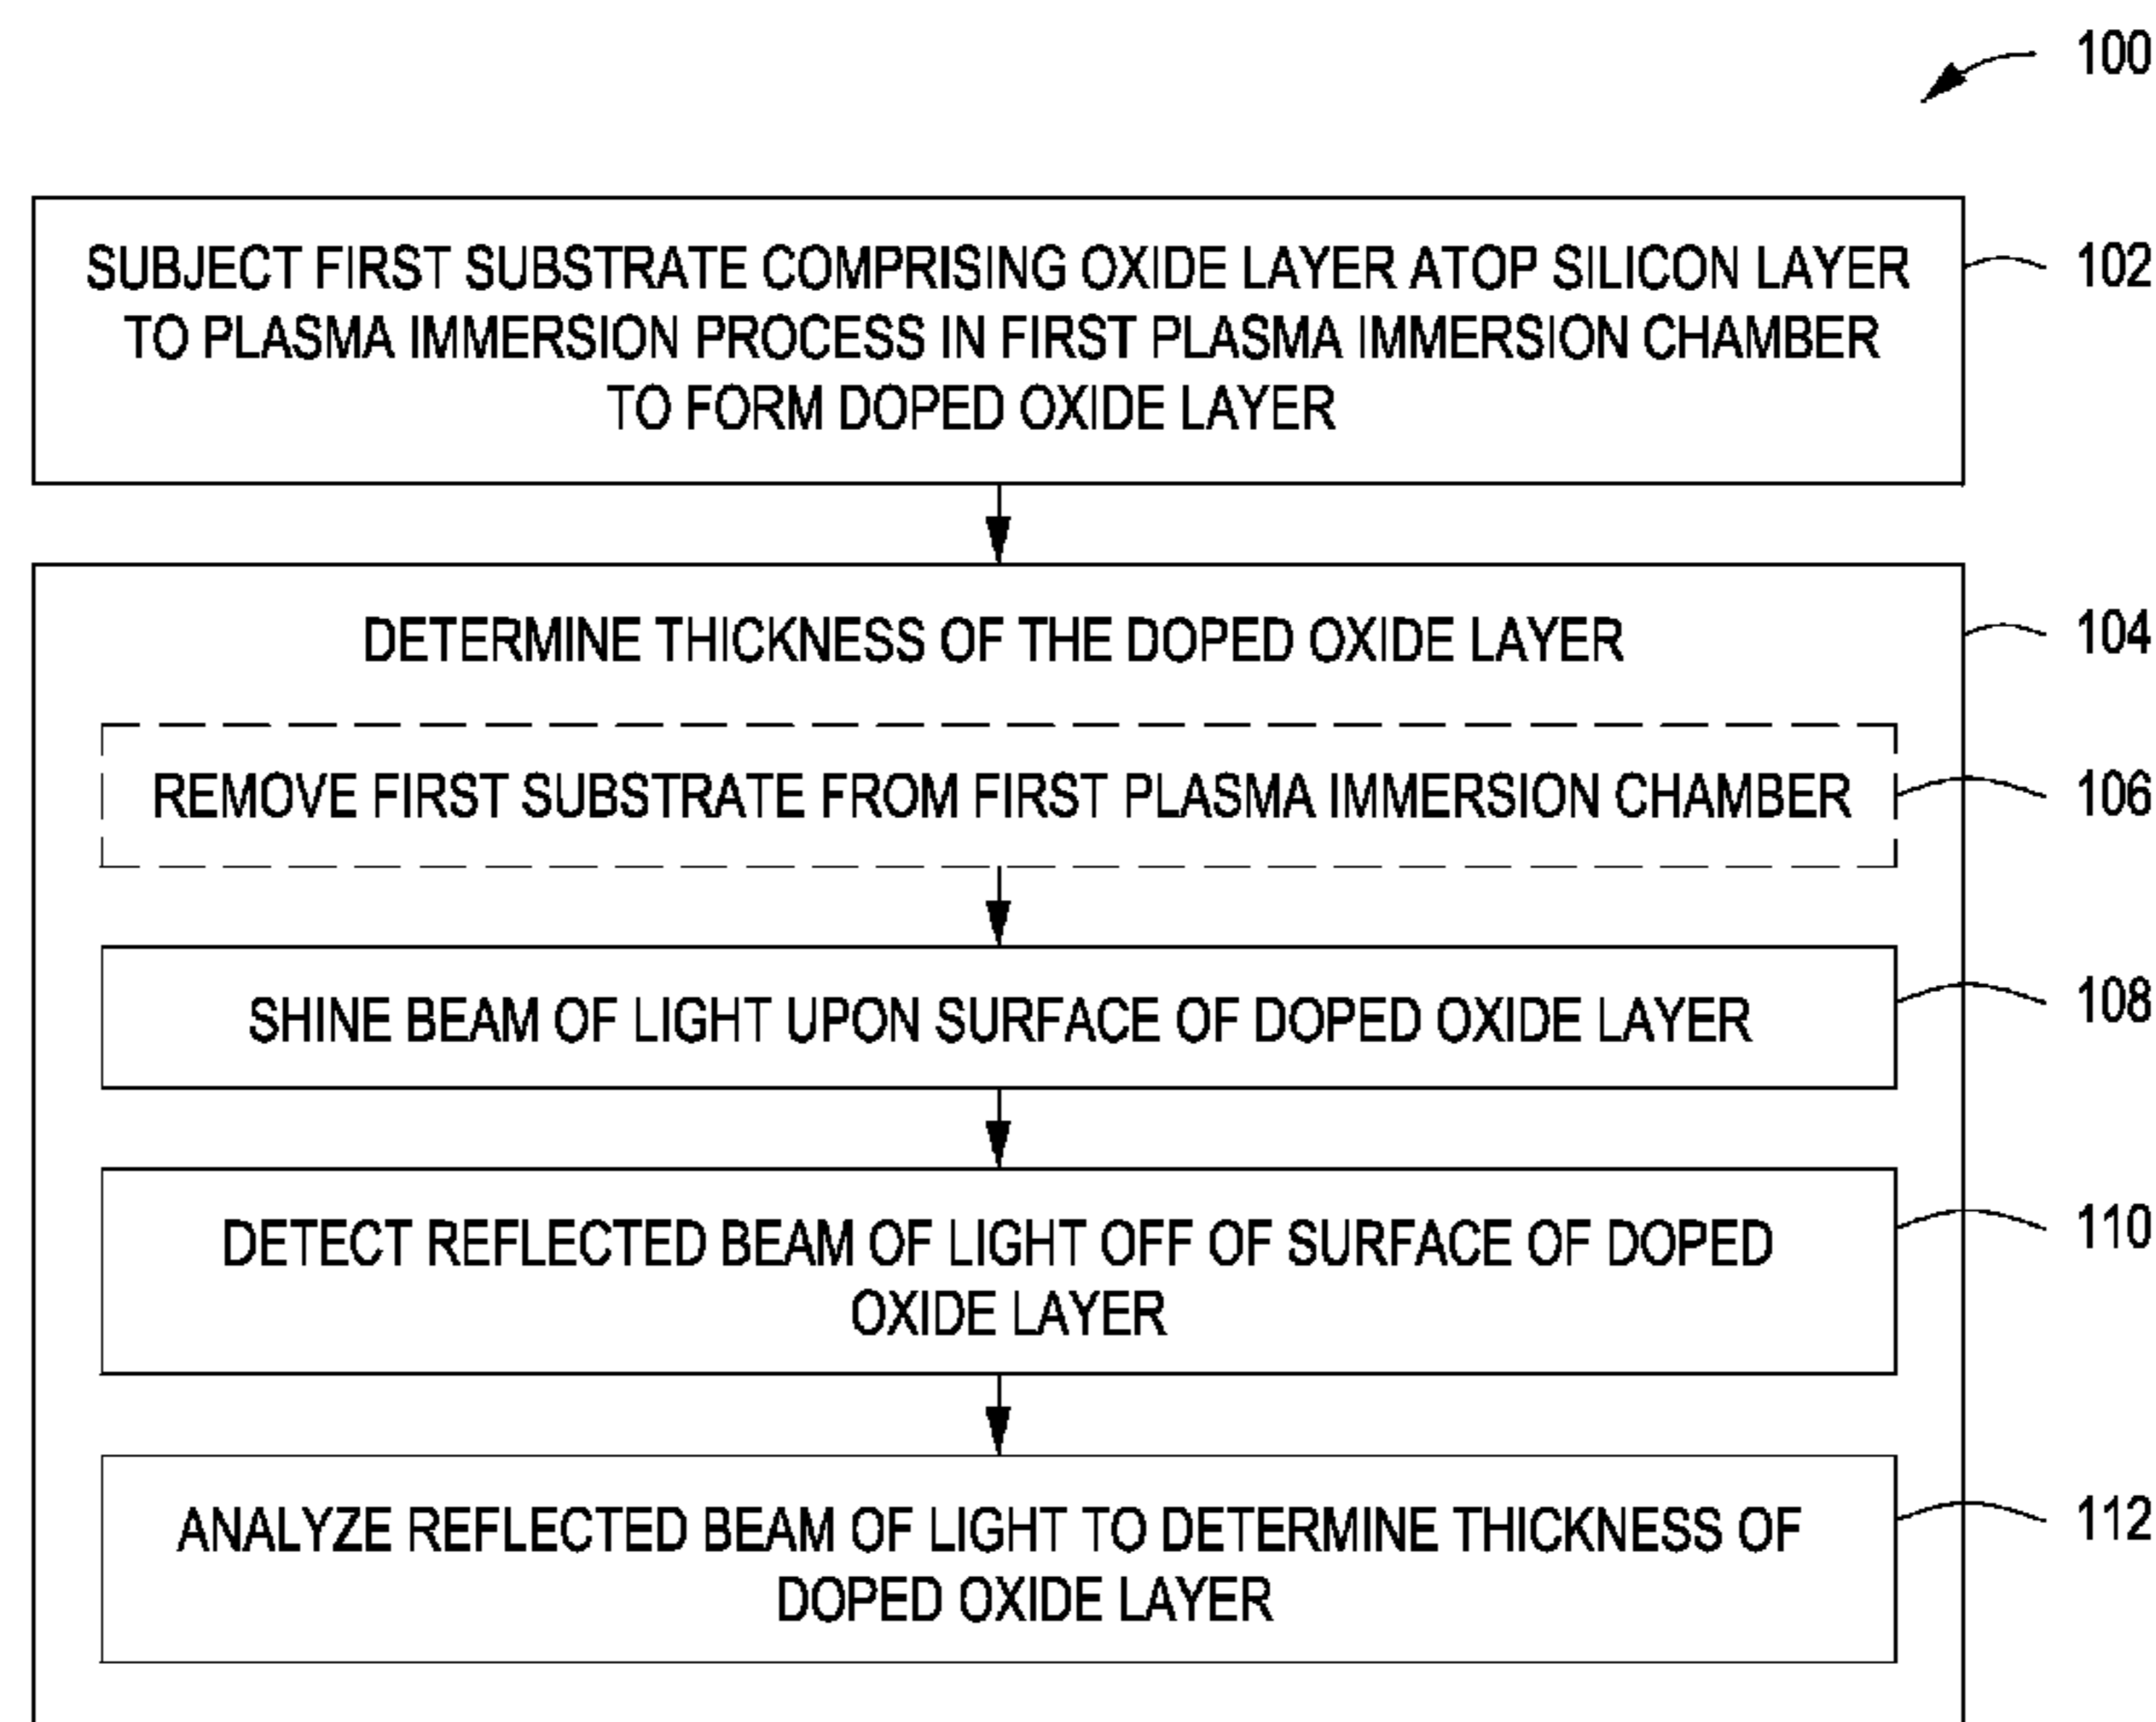 100
SUBJECT FIRST SUBSTRATE COMPRISING OXIDE LAYER ATOP SILICON LAYER
TO PLASMA IMMERSION PROCESS IN FIRST PLASMA IMMERSION CHAMBER
TO FORM DOPED OXIDE LAYER
102
DETERMINE THICKNESS OF THE DOPED OXIDE LAYER
104
REMOVE FIRST SUBSTRATE FROM FIRST PLASMA IMMERSION CHAMBER
106
SHINE BEAM OF LIGHT UPON SURFACE OF DOPED OXIDE LAYER
108
DETECT REFLECTED BEAM OF LIGHT OFF OF SURFACE OF DOPED
OXIDE LAYER
110
ANALYZE REFLECTED BEAM OF LIGHT TO DETERMINE THICKNESS OF
DOPED OXIDE LAYER
112